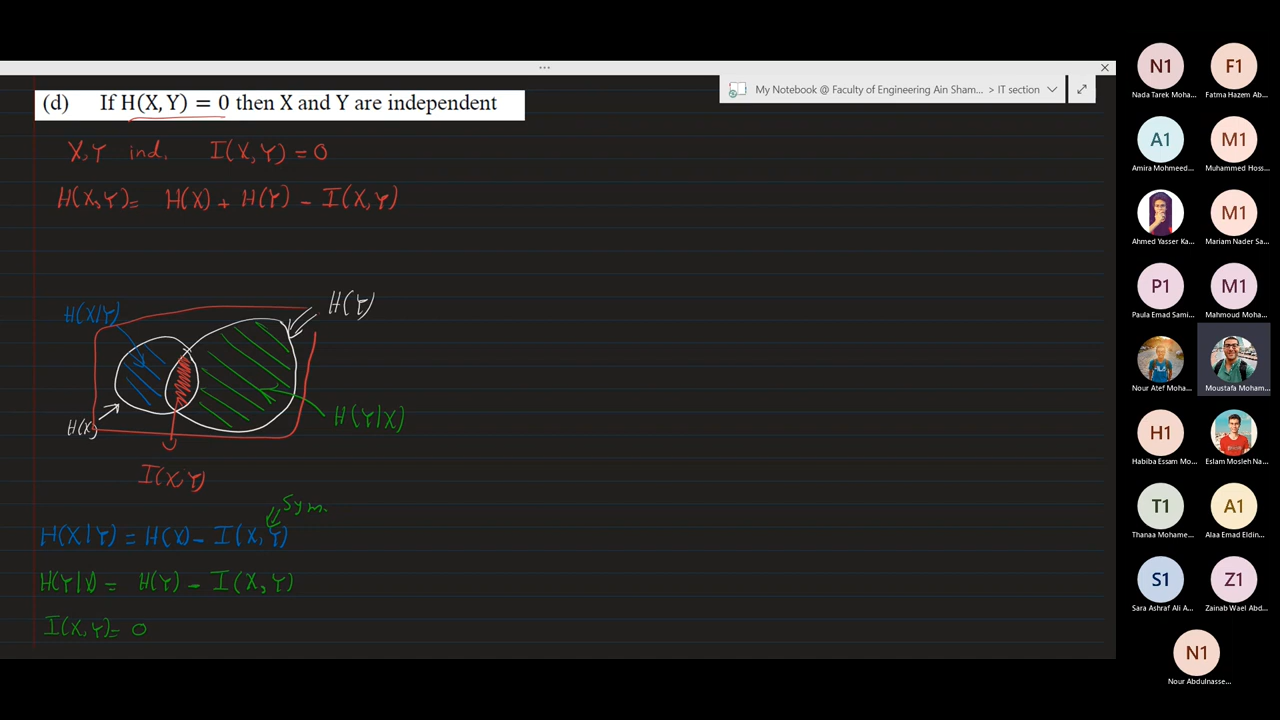 My Notebook @ Faculty of Engineering Ain Sham... > IT section
(d) If H(X, Y) = 0 then X and Y are independent
X,Y ind. I(X,Y) = 0
H(X,Y) = H(X) + H(Y) - I(X,Y)
H(X|Y)
H(Y)
H(X)
H(Y|X)
I(X,Y)
Sym.
H(X|Y) = H(X) - I(X,Y)
H(Y|X) = H(Y) - I(X,Y)
I(X,Y) = 0
N1
F1
Nada Tarek Moha...
Fatma Hazem Ab...
A1
M1
Amira Mohmeed...
Muhammed Hoss...
M1
Ahmed Yasser Ka...
Mariam Nader Sa...
P1
M1
Paula Emad Sami...
Mahmoud Moha...
Nour Atef Moha...
Moustafa Moham...
H1
Habiba Essam Mo...
Eslam Mosleh Na...
T1
A1
Thanaa Mohame...
Alaa Emad Eldin...
S1
Z1
Sara Ashraf Ali A...
Zainab Wael Abd...
N1
Nour Abdulnasse...